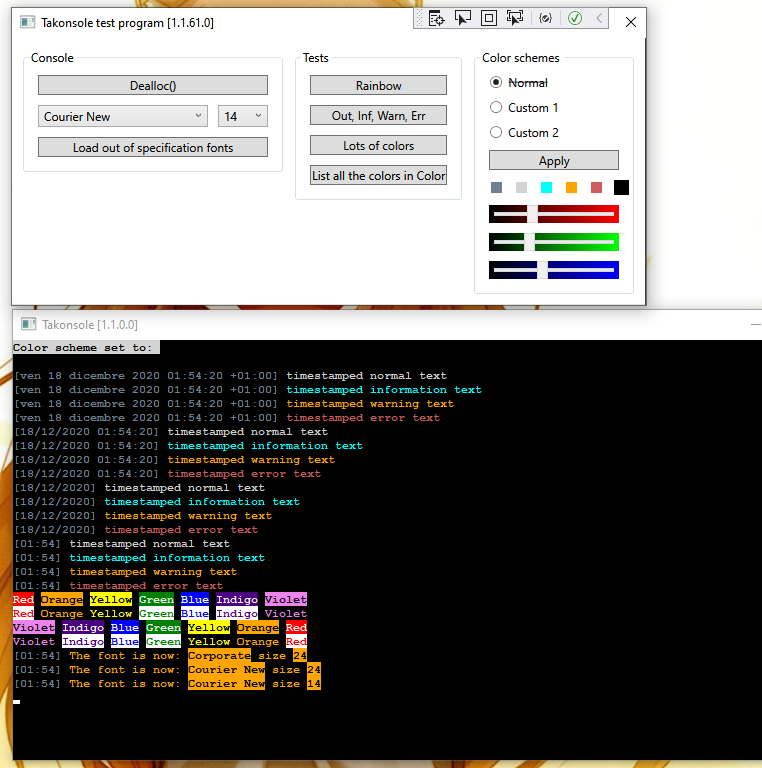 Takonsole test program [1.1.61.0]
Console
Dealloc()
Courier New
14
Load out of specification fonts
Tests
Rainbow
Out, Inf, Warn, Err
Lots of colors
List all the colors in Color
Color schemes
Normal
Custom 1
Custom 2
Apply
Takonsole [1.1.0.0]
Color scheme set to:
[ven 18 dicembre 2020 01:54:20 +01:00] timestamped normal text
[ven 18 dicembre 2020 01:54:20 +01:00] timestamped information text
[ven 18 dicembre 2020 01:54:20 +01:00] timestamped warning text
[ven 18 dicembre 2020 01:54:20 +01:00] timestamped error text
[18/12/2020 01:54:20] timestamped normal text
[18/12/2020 01:54:20] timestamped information text
[18/12/2020 01:54:20] timestamped warning text
[18/12/2020 01:54:20] timestamped error text
[18/12/2020] timestamped normal text
[18/12/2020] timestamped information text
[18/12/2020] timestamped warning text
[18/12/2020] timestamped error text
[01:54] timestamped normal text
[01:54] timestamped information text
[01:54] timestamped warning text
[01:54] timestamped error text
Red Orange Yellow Green Blue Indigo Violet
Red Orange Yellow Green Blue Indigo Violet
Violet Indigo Blue Green Yellow Orange Red
Violet Indigo Blue Green Yellow Orange Red
[01:54] The font is now: Corporate size 24
[01:54] The font is now: Courier New size 24
[01:54] The font is now: Courier New size 14